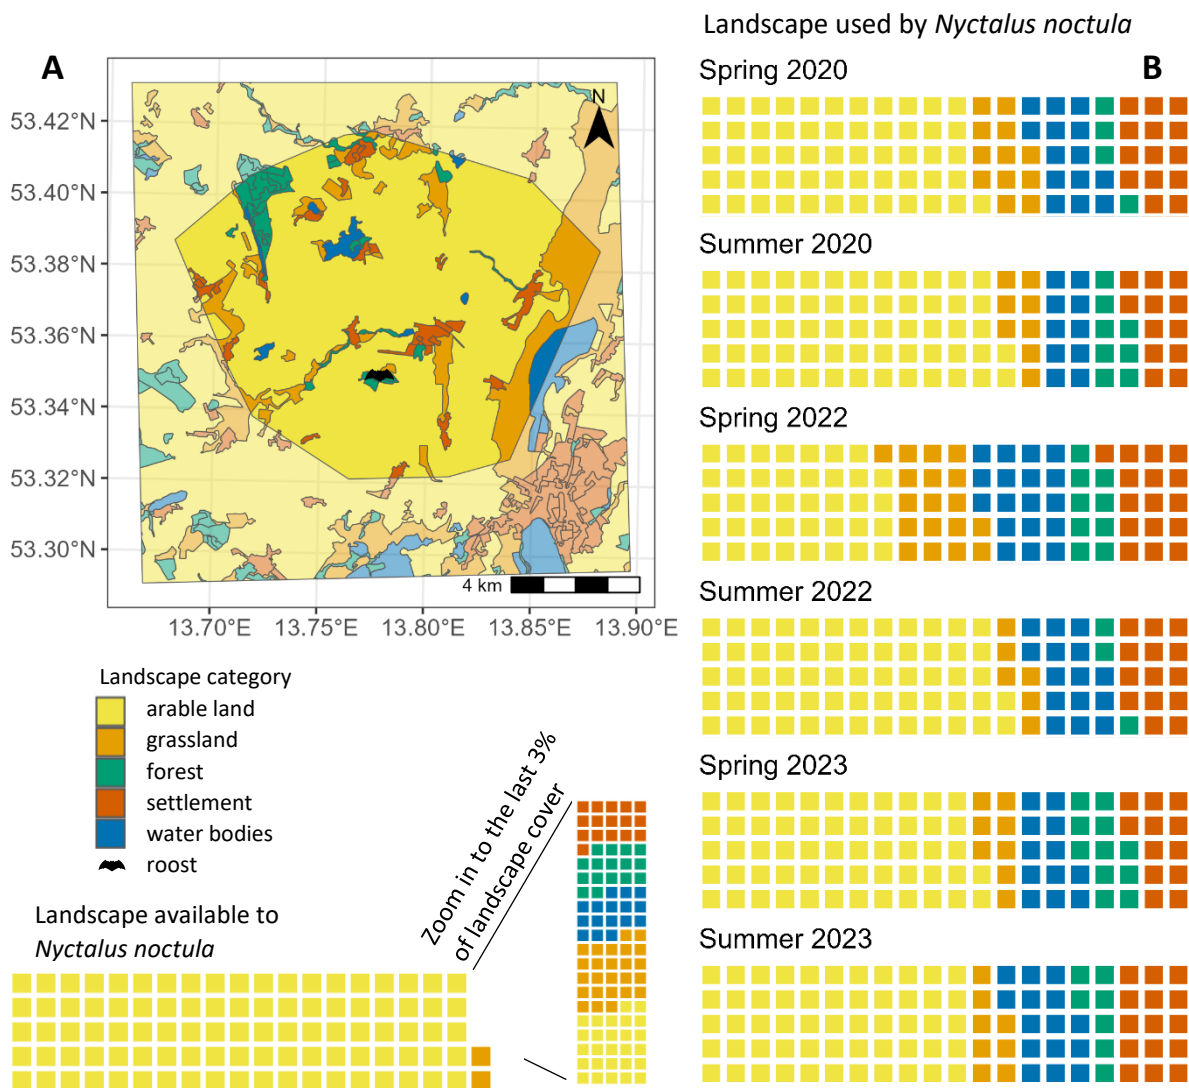 Landscape used by Nyctalus noctula
A
B
N
53.42°N
53.40°N
53.38°N
53.36°N
53.34°N
53.32°N
53.30°N
4 km
13.70°E
13.75°E
13.80°E
13.85°E
13.90°E
Landscape category
arable land
grassland
forest
settlement
water bodies
roost
Landscape available to
Nyctalus noctula
Zoom in to the last 3%
of landscape cover
Spring 2020
Summer 2020
Spring 2022
Summer 2022
Spring 2023
Summer 2023